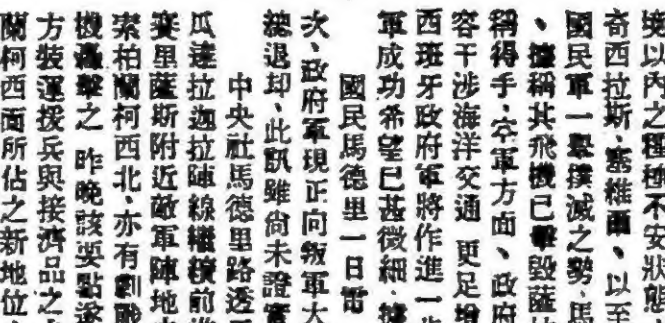 境以內之種種不安狀態
奇西拉斯、塞維爾、以至
國民軍一舉撲滅之勢、馬
、據稱其飛機已擊毀薩
稱得手、空軍方面、政府
容干涉海洋交通 更足增
西班牙政府軍將作進一步
軍成功希望已甚微細、據
國民馬德里一日電
次、政府軍現正向叛軍大
總退却、此訊雖尚未證實
中央社馬德里路透
瓜達拉迦拉陣線繼續前進
賽里薩斯附近敵軍陣地
索柏蘭柯西北、亦有劇戰
機轟擊之 昨晚該要點遂
方裝運援兵與接濟品之
蘭柯西面所佔之新地位